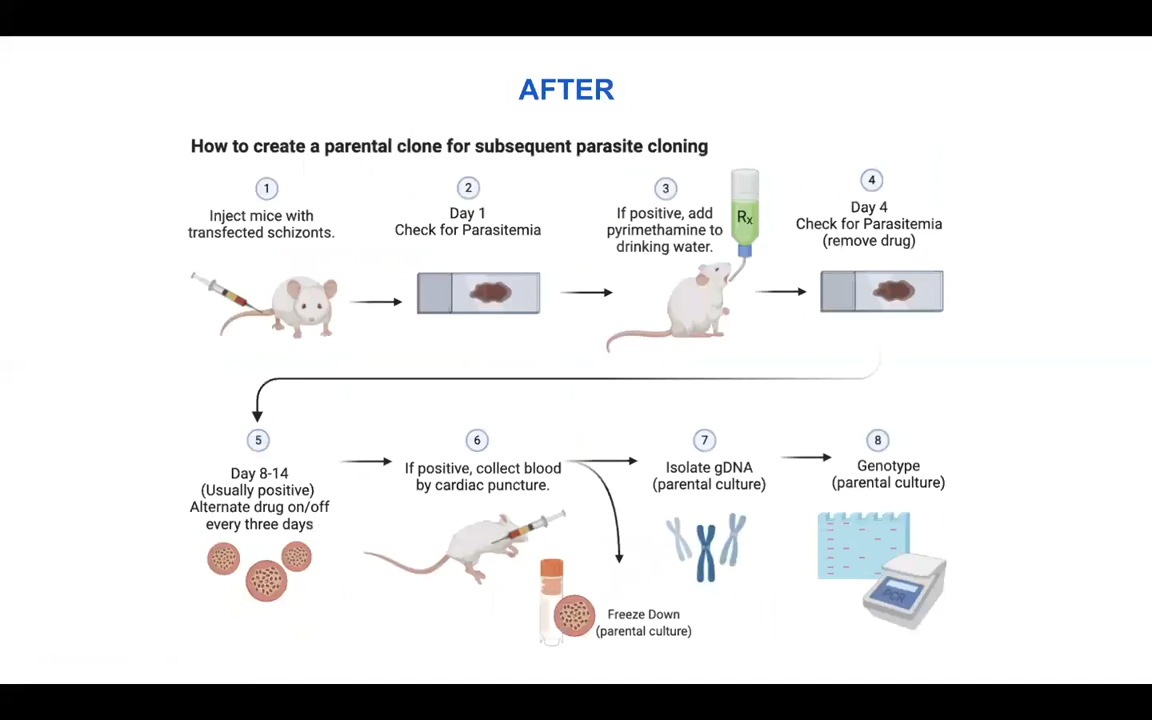 AFTER
How to create a parental clone for subsequent parasite cloning
1
Inject mice with
transfected schizonts.
2
Day 1
Check for Parasitemia
3
If positive, add
pyrimethamine to
drinking water.
Rx
4
Day 4
Check for Parasitemia
(remove drug)
5
Day 8-14
(Usually positive)
Alternate drug on/off
every three days
6
If positive, collect blood
by cardiac puncture.
Freeze Down
(parental culture)
7
Isolate gDNA
(parental culture)
8
Genotype
(parental culture)
PCR